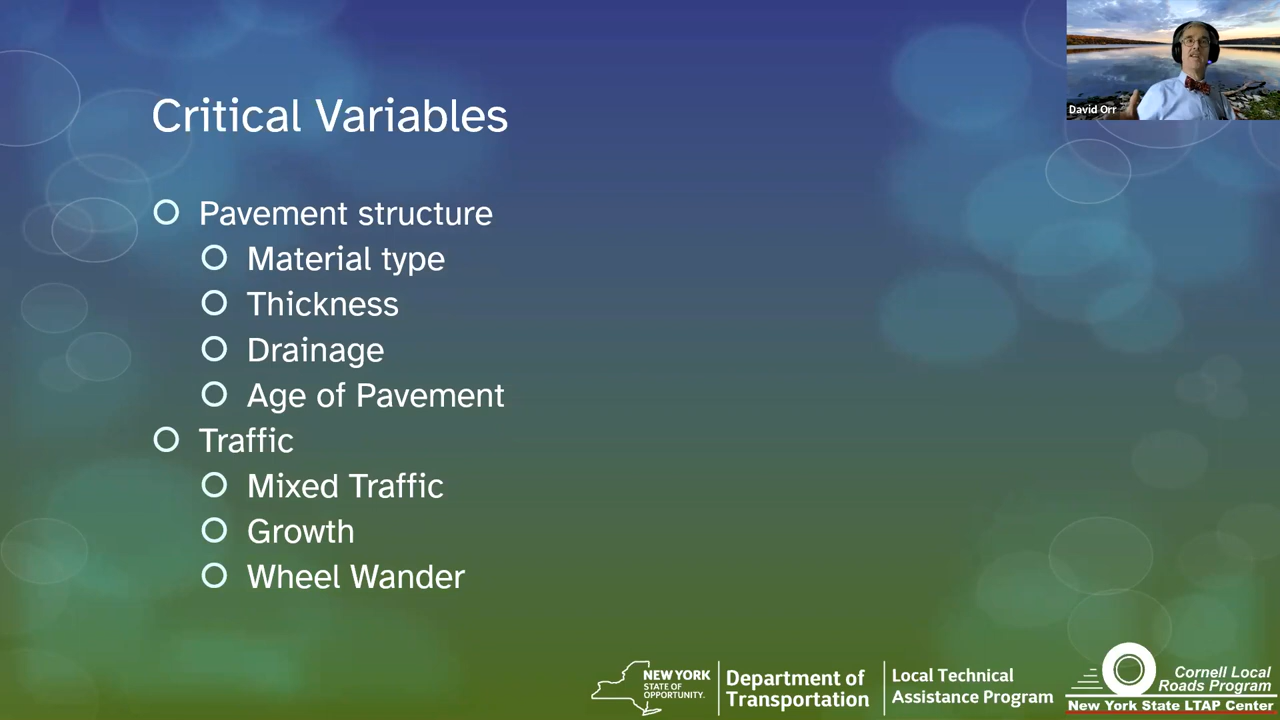 Critical Variables
Pavement structure
Material type
Thickness
Drainage
Age of Pavement
Traffic
Mixed Traffic
Growth
Wheel Wander
David Orr
NEW YORK
STATE OF
OPPORTUNITY.
Department of
Transportation
Local Technical
Assistance Program
Cornell Local
Roads Program
New York State LTAP Center